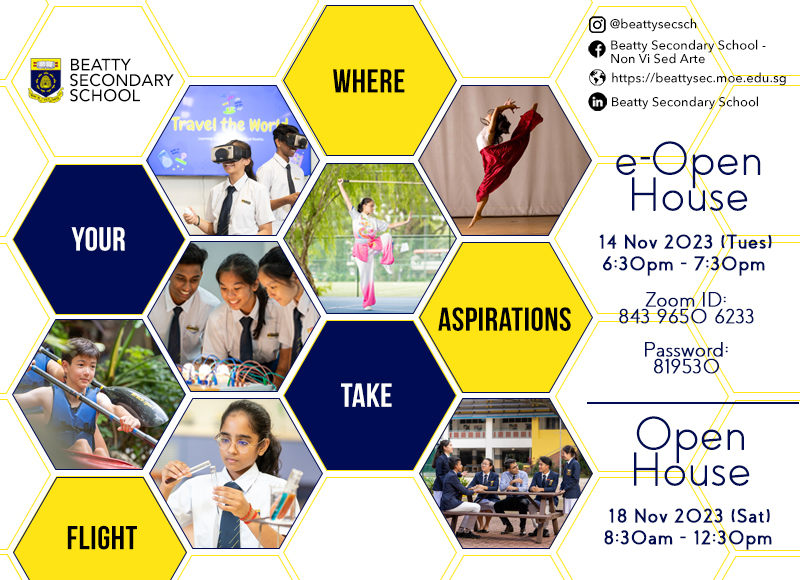 BEATTY
SECONDARY
SCHOOL
Travel the World
WHERE
YOUR
ASPIRATIONS
TAKE
FLIGHT
@beattysecsch
Beatty Secondary School -
Non Vi Sed Arte
https://beattysec.moe.edu.sg
Beatty Secondary School
e-Open
House
14 Nov 2023 (Tues)
6:30pm - 7:30pm
Zoom ID:
843 9650 6233
Password:
819530
Open
House
18 Nov 2023 (Sat)
8:30am - 12:30pm